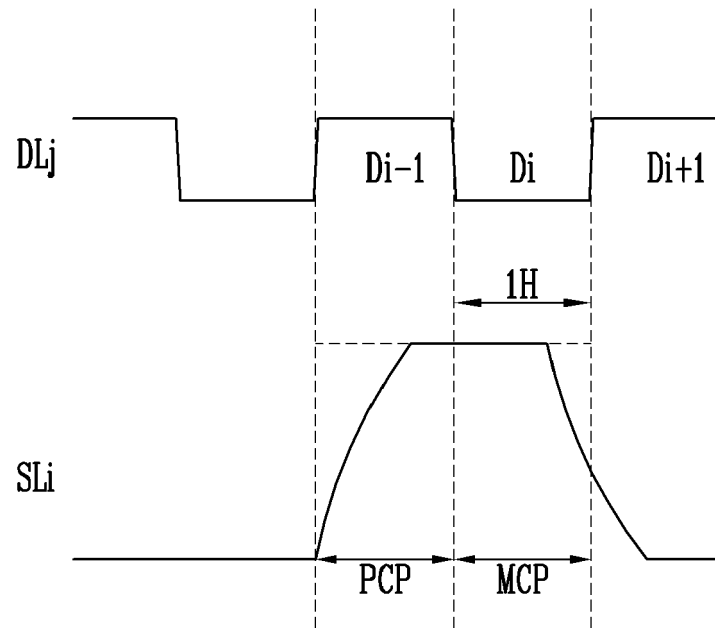 DLj
Di-1
Di
Di+1
1H
SLi
PCP
MCP